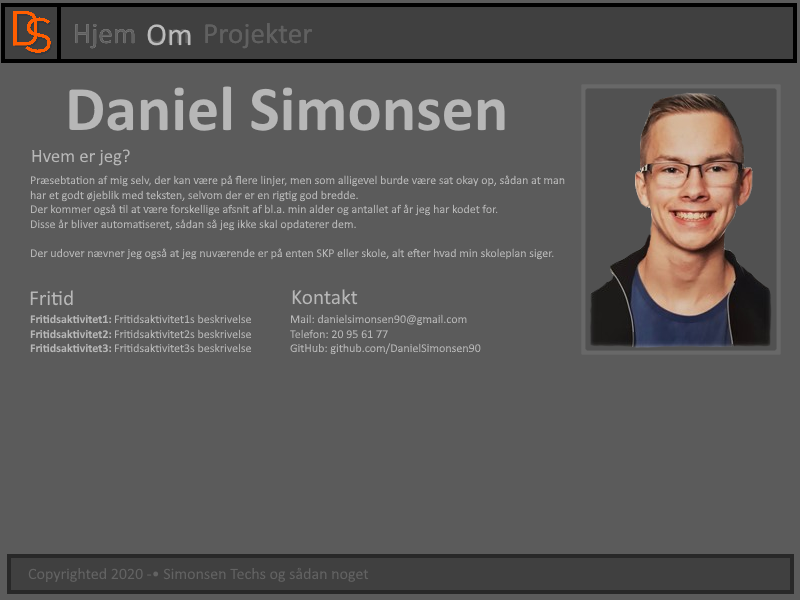 DS Hjem Om Projekter
Daniel Simonsen
Hvem er jeg?
Præsebtation af mig selv, der kan være på flere linjer, men som alligevel burde være sat okay op, sådan at man
har et godt øjeblik med teksten, selvom der er en rigtig god bredde.
Der kommer også til at være forskellige afsnit af bl.a. min alder og antallet af år jeg har kodet for.
Disse år bliver automatiseret, sådan så jeg ikke skal opdaterer dem.
Der udover nævner jeg også at jeg nuværende er på enten SKP eller skole, alt efter hvad min skoleplan siger.
Fritid
Fritidsaktivitet1: Fritidsaktivitet1s beskrivelse
Fritidsaktivitet2: Fritidsaktivitet2s beskrivelse
Fritidsaktivitet3: Fritidsaktivitet3s beskrivelse
Kontakt
Mail: danielsimonsen90@gmail.com
Telefon: 20 95 61 77
GitHub: github.com/DanielSImonsen90
Copyrighted 2020 -• Simonsen Techs og sådan noget